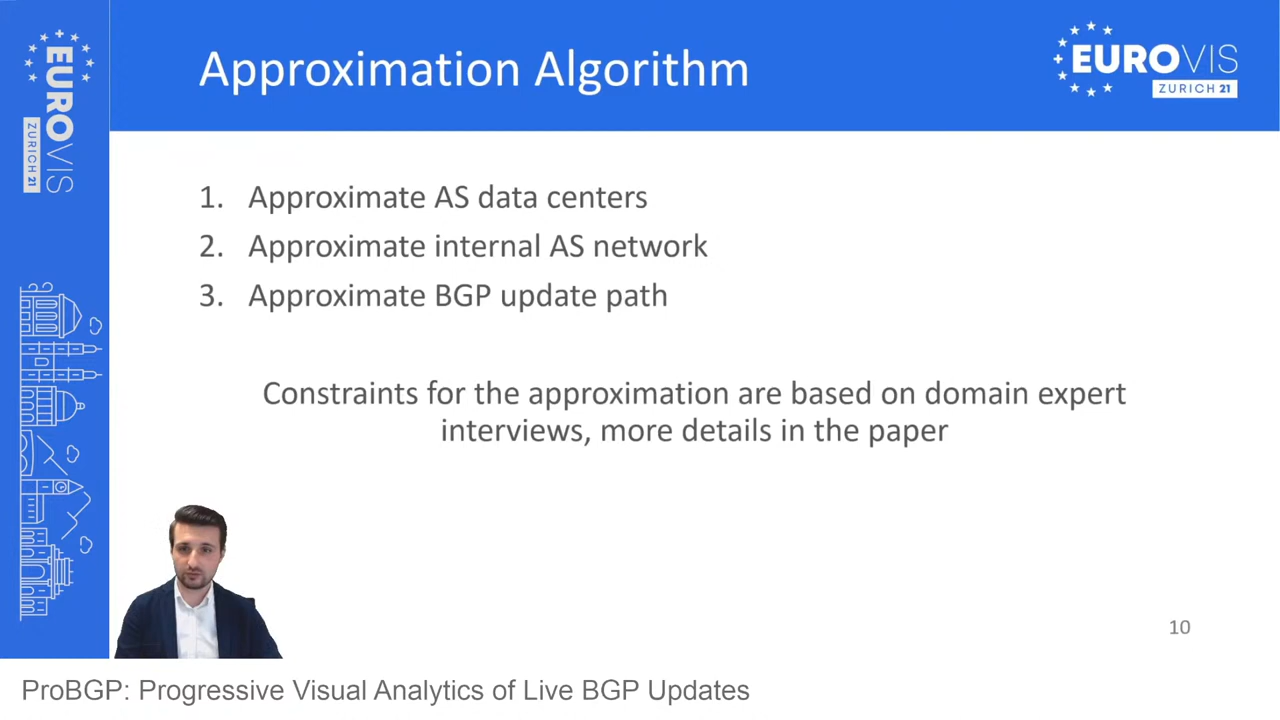 EUROVIS
ZURICH 21
Approximation Algorithm
EUROVIS
ZURICH 21
1. Approximate AS data centers
2. Approximate internal AS network
3. Approximate BGP update path
Constraints for the approximation are based on domain expert
interviews, more details in the paper
10
ProBGP: Progressive Visual Analytics of Live BGP Updates